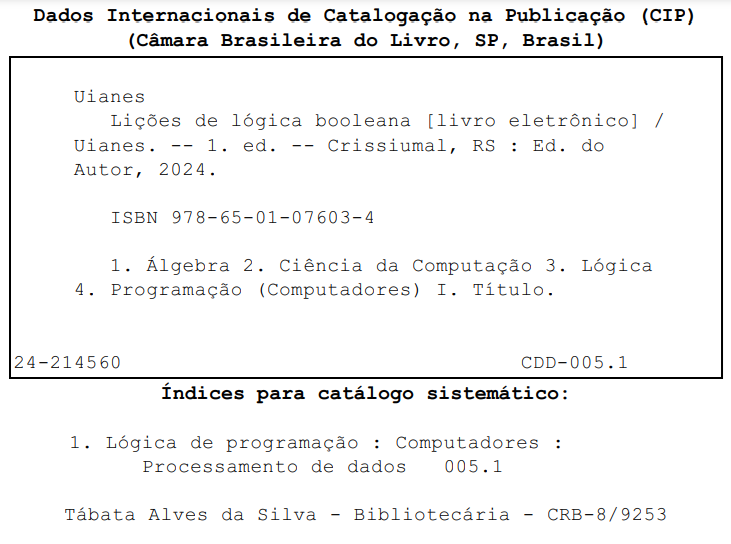 Dados Internacionais de Catalogação na Publicação (CIP)
(Câmara Brasileira do Livro, SP, Brasil)
Uianes
Lições de lógica booleana [livro eletrônico] /
Uianes. -- 1. ed. -- Crissiumal, RS : Ed. do
Autor, 2024.
ISBN 978-65-01-07603-4
1. Álgebra 2. Ciência da Computação 3. Lógica
4. Programação (Computadores) I. Título.
24-214560 CDD-005.1
Índices para catálogo sistemático:
1. Lógica de programação : Computadores :
Processamento de dados 005.1
Tábata Alves da Silva - Bibliotecária - CRB-8/9253